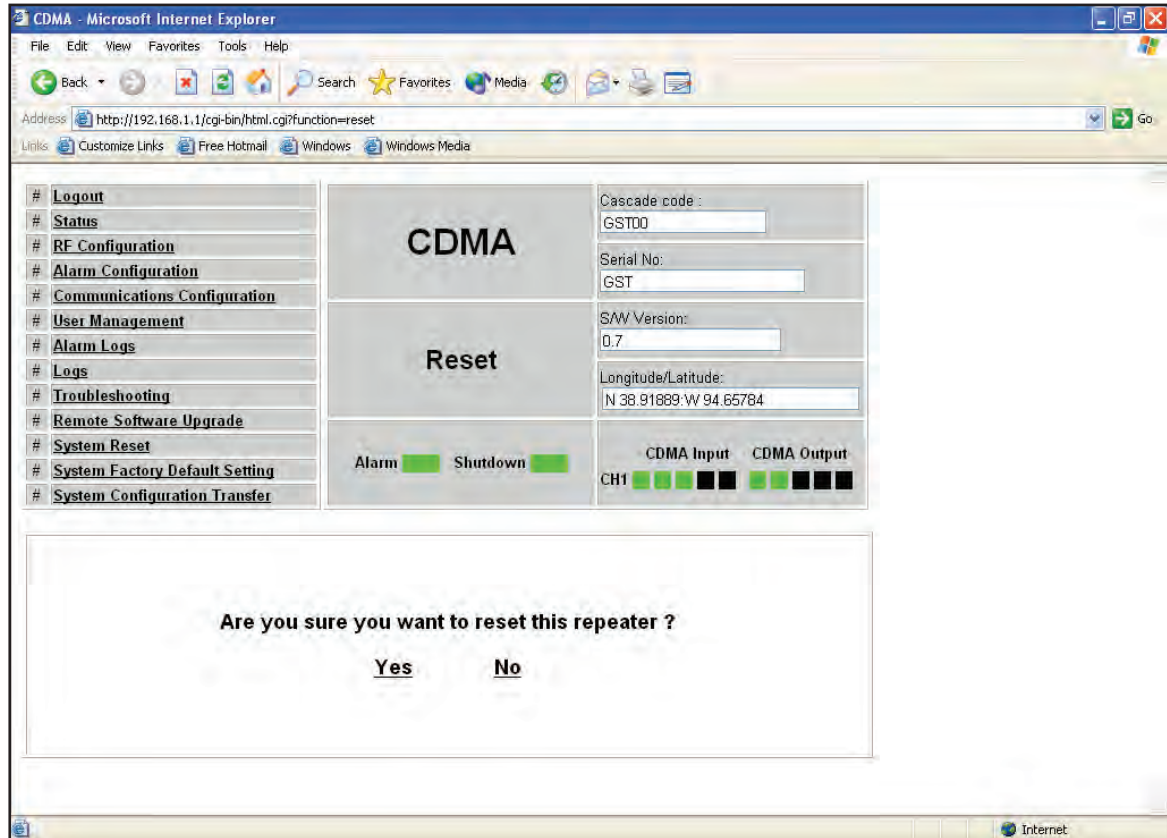 CDMA - Microsoft Internet Explorer
File Edit View Favorites Tools Help
Back Search Favorites Media
Address http://192.168.1.1/cgi-bin/html.cgi?function=reset Go
Links Customize Links Free Hotmail Windows Windows Media
# Logout
# Status
# RF Configuration
# Alarm Configuration
# Communications Configuration
# User Management
# Alarm Logs
# Logs
# Troubleshooting
# Remote Software Upgrade
# System Reset
# System Factory Default Setting
# System Configuration Transfer
CDMA
Reset
Alarm Shutdown
Cascade code :
GST00
Serial No:
GST
S/W Version:
0.7
Longitude/Latitude:
N 38.91889:W 94.65784
CDMA Input CDMA Output
CH1
Are you sure you want to reset this repeater ?
Yes No
Internet